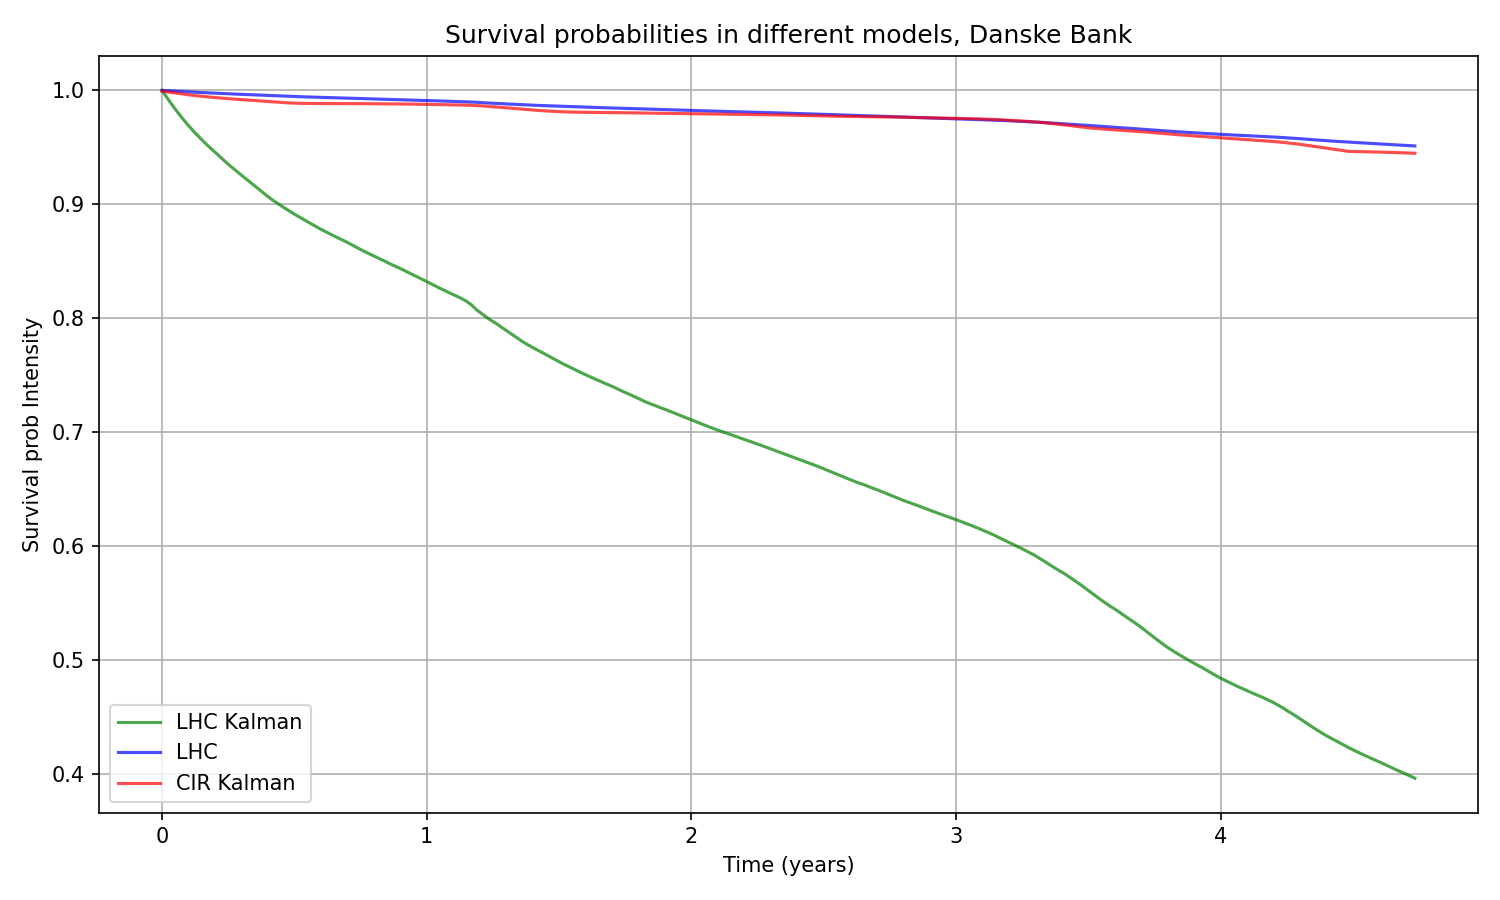 Survival probabilities in different models, Danske Bank
Survival prob Intensity
1.0
0.9
0.8
0.7
0.6
0.5
0.4
LHC Kalman
LHC
CIR Kalman
0 1 2 3 4
Time (years)